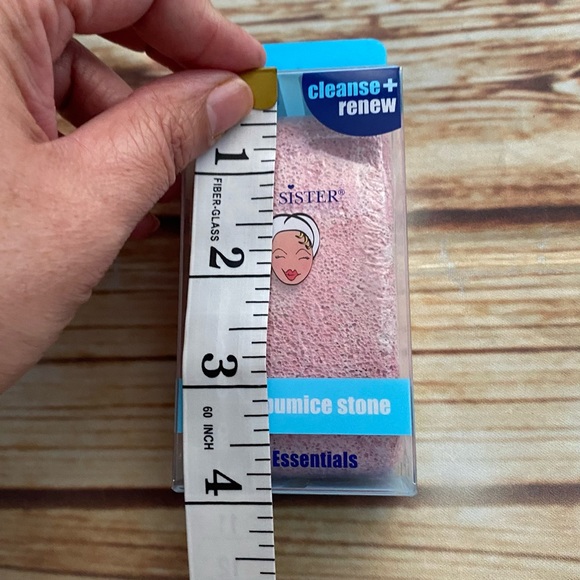 cleanse+
renew
1
FIBER-GLASS
SISTER®
2
3
pumice stone
60 INCH
Essentials
4